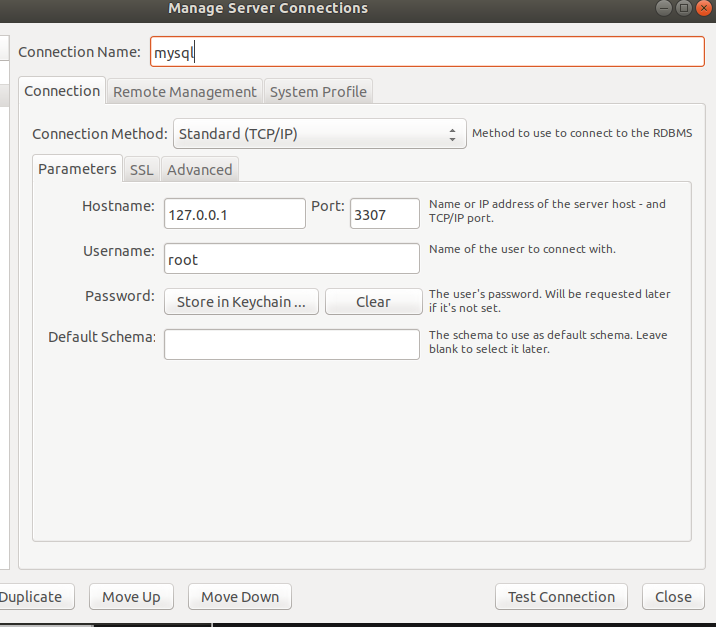 Manage Server Connections
Connection Name: mysql
Connection Remote Management System Profile
Connection Method: Standard (TCP/IP) Method to use to connect to the RDBMS
Parameters SSL Advanced
Hostname: 127.0.0.1 Port: 3307 Name or IP address of the server host - and
TCP/IP port.
Username: root Name of the user to connect with.
Password: Store in Keychain ... Clear The user's password. Will be requested later
if it's not set.
Default Schema: The schema to use as default schema. Leave
blank to select it later.
Duplicate Move Up Move Down Test Connection Close